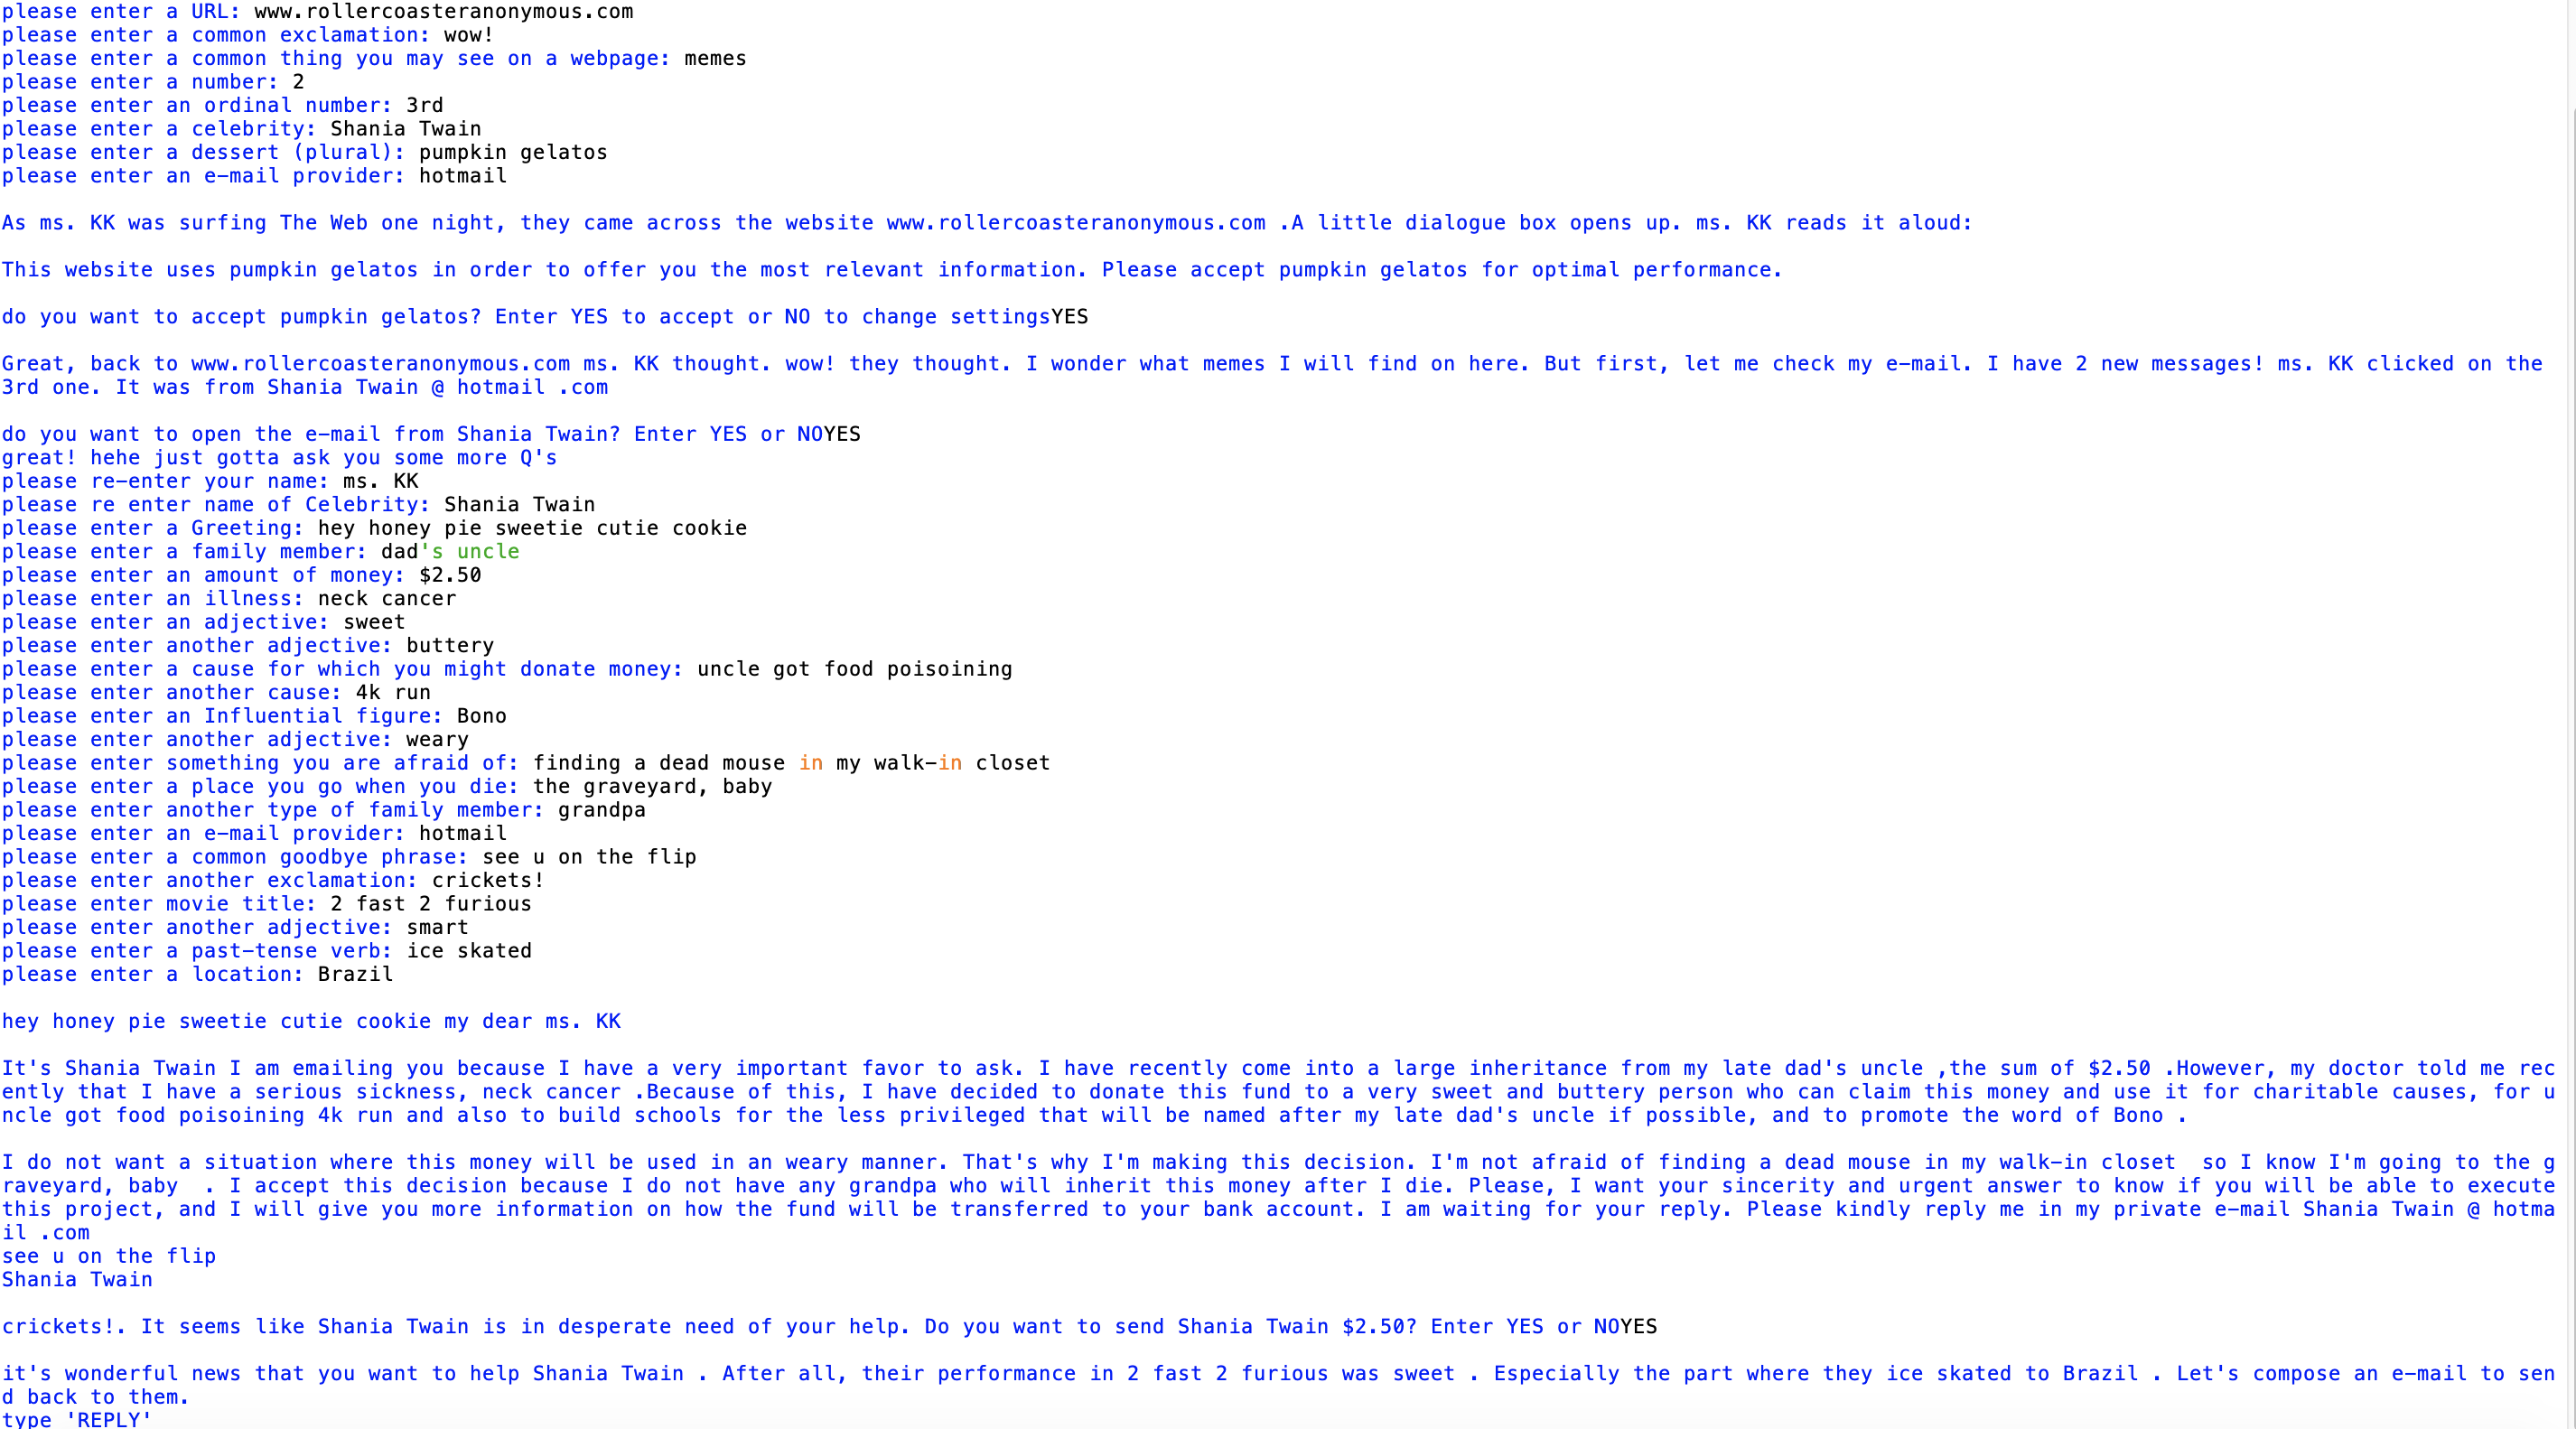 please enter a URL: www.rollercoasteranonymous.com
please enter a common exclamation: wow!
please enter a common thing you may see on a webpage: memes
please enter a number: 2
please enter an ordinal number: 3rd
please enter a celebrity: Shania Twain
please enter a dessert (plural): pumpkin gelatos
please enter an e-mail provider: hotmail
As ms. KK was surfing The Web one night, they came across the website www.rollercoasteranonymous.com .A little dialogue box opens up. ms. KK reads it aloud:
This website uses pumpkin gelatos in order to offer you the most relevant information. Please accept pumpkin gelatos for optimal performance.
do you want to accept pumpkin gelatos? Enter YES to accept or NO to change settingsYES
Great, back to www.rollercoasteranonymous.com ms. KK thought. wow! they thought. I wonder what memes I will find on here. But first, let me check my e-mail. I have 2 new messages! ms. KK clicked on the
3rd one. It was from Shania Twain @ hotmail .com
do you want to open the e-mail from Shania Twain? Enter YES or NOYES
great! hehe just gotta ask you some more Q's
please re-enter your name: ms. KK
please re enter name of Celebrity: Shania Twain
please enter a Greeting: hey honey pie sweetie cutie cookie
please enter a family member: dad's uncle
please enter an amount of money: $2.50
please enter an illness: neck cancer
please enter an adjective: sweet
please enter another adjective: buttery
please enter a cause for which you might donate money: uncle got food poisoining
please enter another cause: 4k run
please enter an Influential figure: Bono
please enter another adjective: weary
please enter something you are afraid of: finding a dead mouse in my walk-in closet
please enter a place you go when you die: the graveyard, baby
please enter another type of family member: grandpa
please enter an e-mail provider: hotmail
please enter a common goodbye phrase: see u on the flip
please enter another exclamation: crickets!
please enter movie title: 2 fast 2 furious
please enter another adjective: smart
please enter a past-tense verb: ice skated
please enter a location: Brazil
hey honey pie sweetie cutie cookie my dear ms. KK
It's Shania Twain I am emailing you because I have a very important favor to ask. I have recently come into a large inheritance from my late dad's uncle ,the sum of $2.50 .However, my doctor told me rec
ently that I have a serious sickness, neck cancer .Because of this, I have decided to donate this fund to a very sweet and buttery person who can claim this money and use it for charitable causes, for u
ncle got food poisoining 4k run and also to build schools for the less privileged that will be named after my late dad's uncle if possible, and to promote the word of Bono .
I do not want a situation where this money will be used in an weary manner. That's why I'm making this decision. I'm not afraid of finding a dead mouse in my walk-in closet  so I know I'm going to the g
raveyard, baby  . I accept this decision because I do not have any grandpa who will inherit this money after I die. Please, I want your sincerity and urgent answer to know if you will be able to execute
this project, and I will give you more information on how the fund will be transferred to your bank account. I am waiting for your reply. Please kindly reply me in my private e-mail Shania Twain @ hotma
il .com
see u on the flip
Shania Twain
crickets!. It seems like Shania Twain is in desperate need of your help. Do you want to send Shania Twain $2.50? Enter YES or NOYES
it's wonderful news that you want to help Shania Twain . After all, their performance in 2 fast 2 furious was sweet . Especially the part where they ice skated to Brazil . Let's compose an e-mail to sen
d back to them.
type 'REPLY'